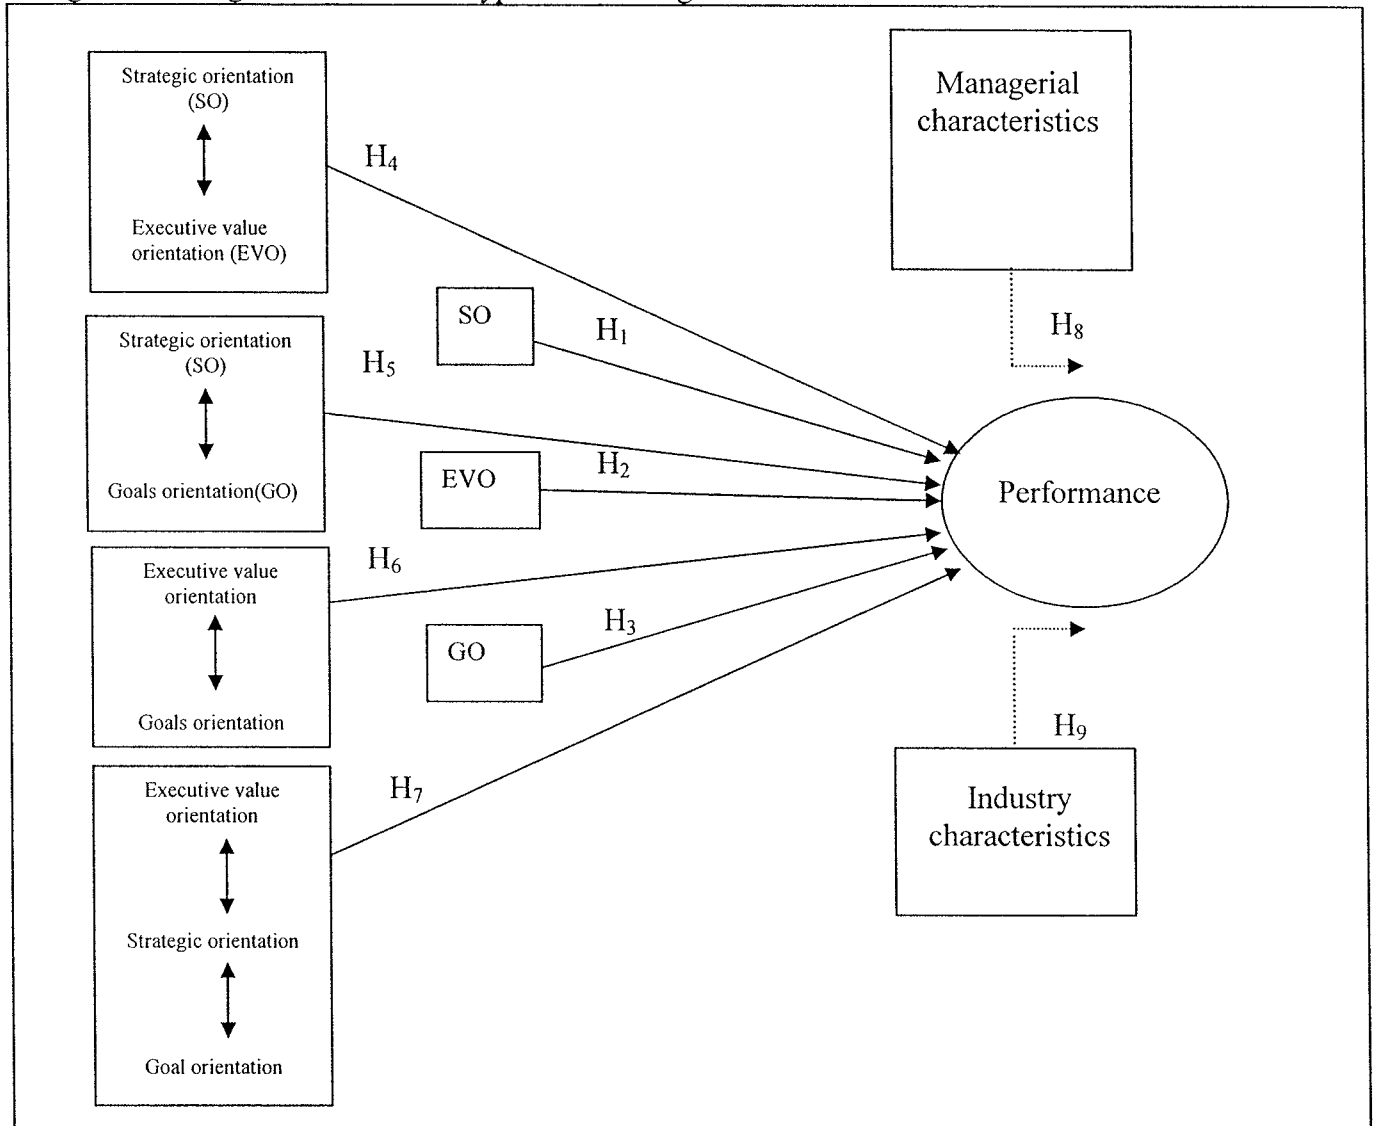 Strategic orientation
(SO)
Executive value
orientation (EVO)
H4
Managerial
characteristics
SO
H1
H8
Strategic orientation
(SO)
Goals orientation(GO)
H5
EVO
H2
Performance
Executive value
orientation
Goals orientation
H6
GO
H3
H9
Executive value
orientation
Strategic orientation
Goal orientation
H7
Industry
characteristics